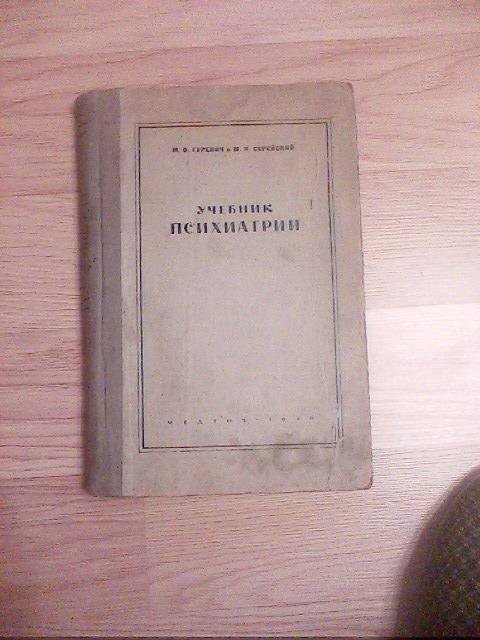 М. О. ГУРЕВИЧ и М. Я. СЕРЕЙСКИЙ
УЧЕБНИК
ПСИХИАТРИИ
МЕДГИЗ